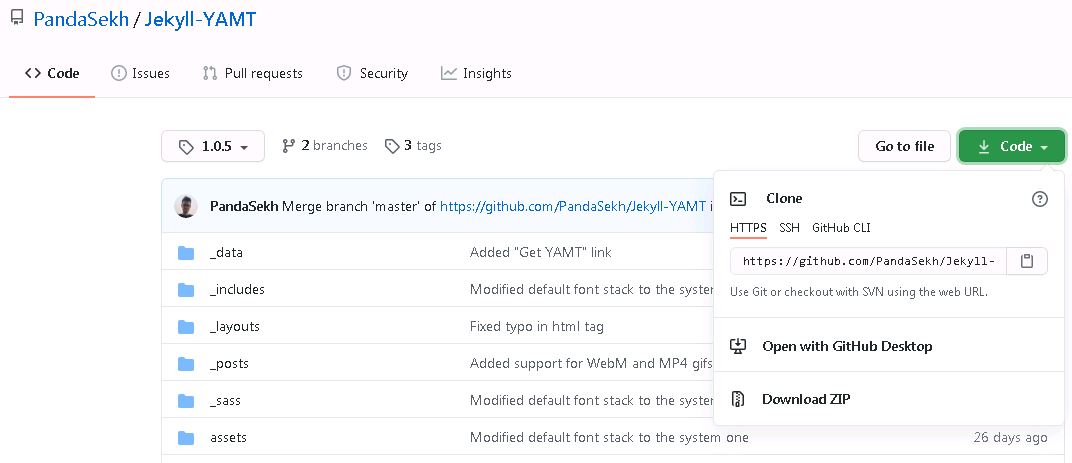 PandaSekh / Jekyll-YAMT
Code Issues Pull requests Security Insights
1.0.5 2 branches 3 tags Go to file Code
PandaSekh Merge branch 'master' of https://github.com/PandaSekh/Jekyll-YAMT i
Clone
HTTPS SSH GitHub CLI
https://github.com/PandaSekh/Jekyll-
Use Git or checkout with SVN using the web URL.
Open with GitHub Desktop
Download ZIP
_data Added "Get YAMT" link
_includes Modified default font stack to the system
_layouts Fixed typo in html tag
_posts Added support for WebM and MP4 gifs
_sass Modified default font stack to the system
assets Modified default font stack to the system one 26 days ago